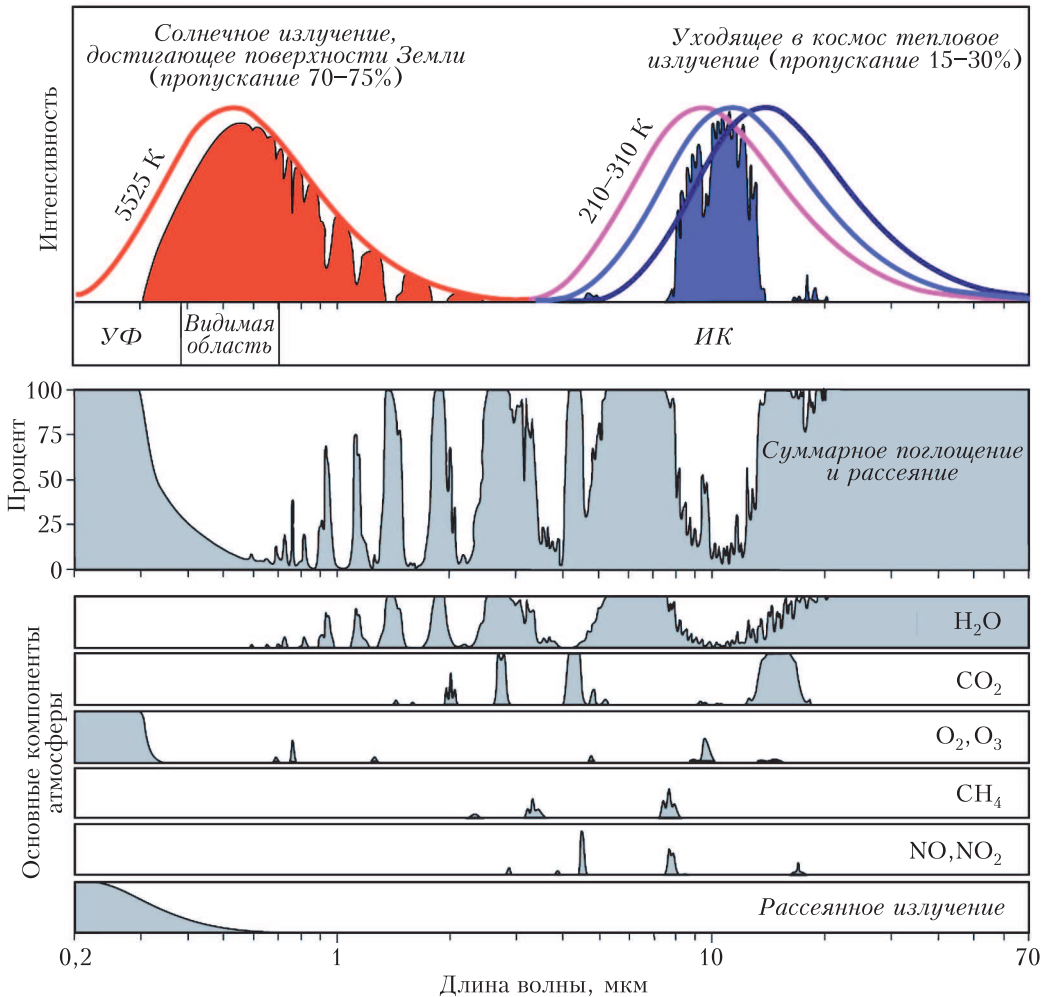 Солнечное излучение,
достигающее поверхности Земли
(пропускание 70–75%)
Уходящее в космос тепловое
излучение (пропускание 15–30%)
Интенсивность
5525 К
210–310 К
УФ
Видимая
область
ИК
Процент
100
75
50
25
0
Суммарное поглощение
и рассеяние
Основные компоненты
атмосферы
H₂O
CO₂
O₂,O₃
CH₄
NO,NO₂
Рассеянное излучение
0,2
1
10
70
Длина волны, мкм